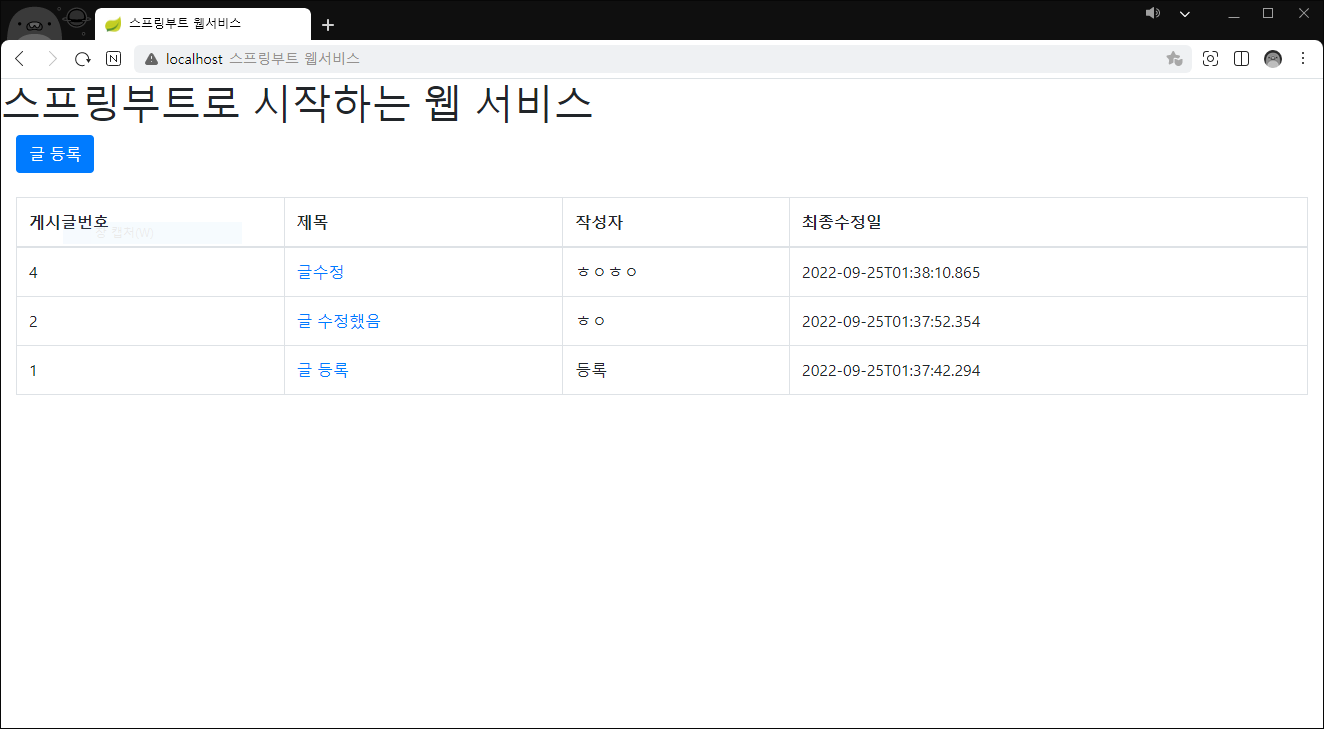 스프링부트 웹서비스
localhost 스프링부트 웹서비스
스프링부트로 시작하는 웹 서비스
글 등록
게시글번호 제목 작성자 최종수정일
창 캡처(W)
4 글수정 ㅎㅇㅎㅇ 2022-09-25T01:38:10.865
2 글 수정했음 ㅎㅇ 2022-09-25T01:37:52.354
1 글 등록 등록 2022-09-25T01:37:42.294